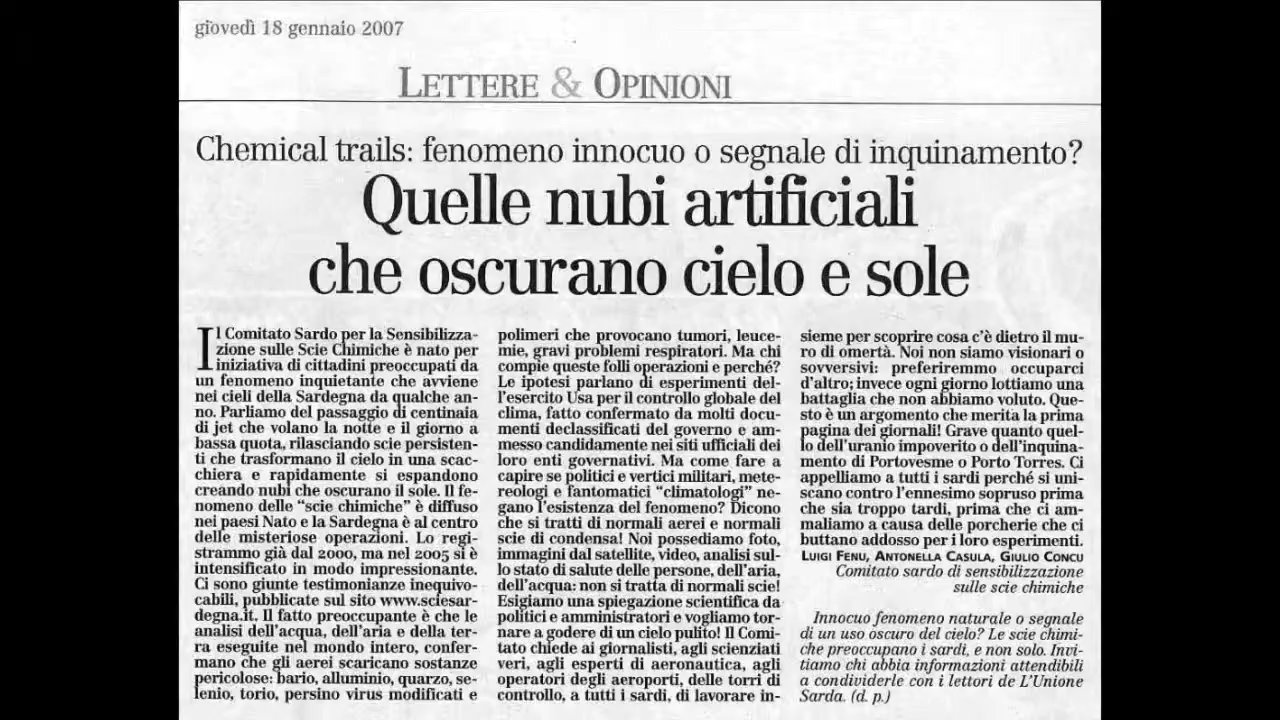 giovedì 18 gennaio 2007
LETTERE & OPINIONI
Chemical trails: fenomeno innocuo o segnale di inquinamento?
Quelle nubi artificiali
che oscurano cielo e sole
Il Comitato Sardo per la Sensibilizza-
zione sulle Scie Chimiche è nato per
iniziativa di cittadini preoccupati da
un fenomeno inquietante che avviene
nei cieli della Sardegna da qualche an-
no. Parliamo del passaggio di centinaia
di jet che volano la notte e il giorno a
bassa quota, rilasciando scie persisten-
ti che trasformano il cielo in una scac-
chiera e rapidamente si espandono
creando nubi che oscurano il sole. Il fe-
nomeno delle “scie chimiche” è diffuso
nei paesi Nato e la Sardegna è al centro
delle misteriose operazioni. Lo regi-
strammo già dal 2000, ma nel 2005 si è
intensificato in modo impressionante.
Ci sono giunte testimonianze inequivo-
cabili, pubblicate sul sito www.sciesar-
degna.it. Il fatto preoccupante è che le
analisi dell'acqua, dell'aria e della ter-
ra eseguite nel mondo intero, confer-
mano che gli aerei scaricano sostanze
pericolose: bario, alluminio, quarzo, se-
lenio, torio, persino virus modificati e
polimeri che provocano tumori, leuce-
mie, gravi problemi respiratori. Ma chi
compie queste folli operazioni e perché?
Le ipotesi parlano di esperimenti del-
l'esercito Usa per il controllo globale del
clima, fatto confermato da molti docu-
menti declassificati del governo e am-
messo candidamente nei siti ufficiali dei
loro enti governativi. Ma come fare a
capire se politici e vertici militari, mete-
reologi e fantomatici “climatologi” ne-
gano l'esistenza del fenomeno? Dicono
che si tratti di normali aerei e normali
scie di condensa! Noi possediamo foto,
immagini dal satellite, video, analisi sul-
lo stato di salute delle persone, dell'aria,
dell'acqua: non si tratta di normali scie!
Esigiamo una spiegazione scientifica da
politici e amministratori e vogliamo tor-
nare a godere di un cielo pulito! Il Comi-
tato chiede ai giornalisti, agli scienziati
veri, agli esperti di aeronautica, agli
operatori degli aeroporti, delle torri di
controllo, a tutti i sardi, di lavorare in-
sieme per scoprire cosa c'è dietro il mu-
ro di omertà. Noi non siamo visionari o
sovversivi: preferiremmo occuparci
d'altro; invece ogni giorno lottiamo una
battaglia che non abbiamo voluto. Que-
sto è un argomento che merita la prima
pagina dei giornali! Grave quanto quel-
lo dell'uranio impoverito o dell'inquina-
mento di Portovesme o Porto Torres. Ci
appelliamo a tutti i sardi perché si uni-
scano contro l'ennesimo sopruso prima
che sia troppo tardi, prima che ci am-
maliamo a causa delle porcherie che ci
buttano addosso per i loro esperimenti.
LUIGI FENU, ANTONELLA CASULA, GIULIO CONCU
Comitato sardo di sensibilizzazione
sulle scie chimiche
Innocuo fenomeno naturale o segnale
di un uso oscuro del cielo? Le scie chimi-
che preoccupano i sardi, e non solo. Invi-
tiamo chi abbia informazioni attendibili
a condividerle con i lettori de L'Unione
Sarda. (d. p.)